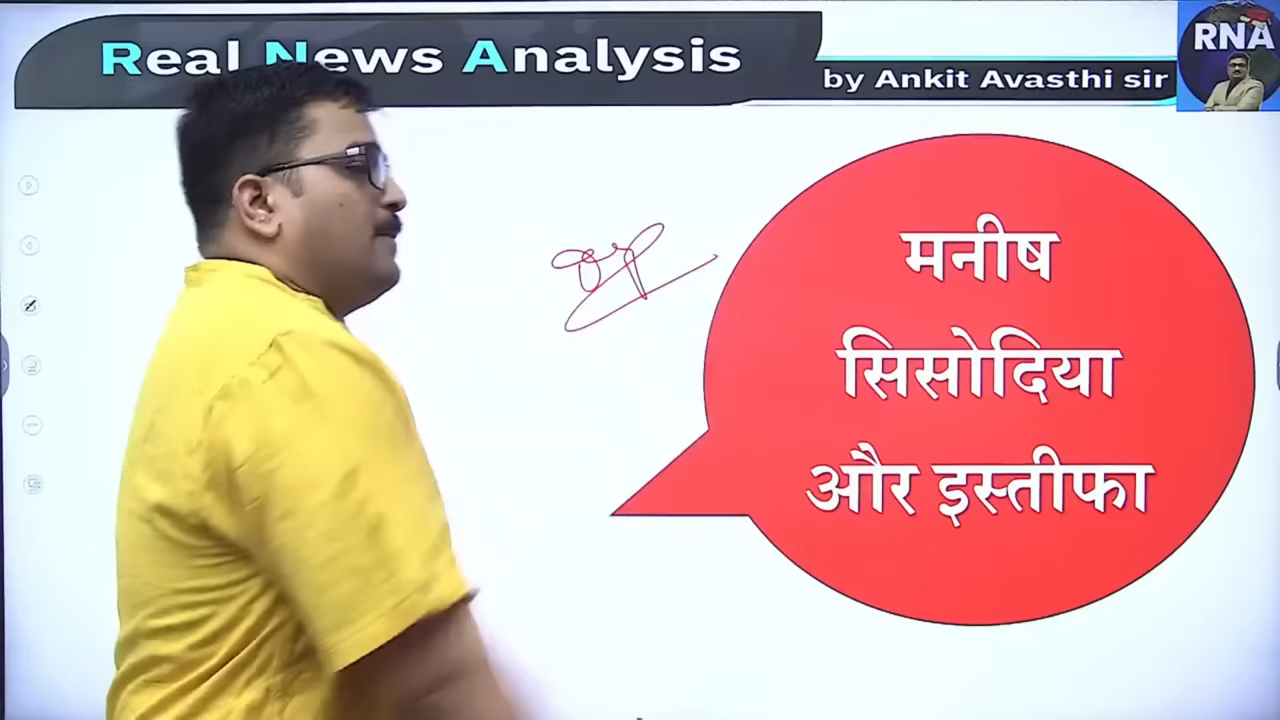 Real News Analysis
by Ankit Avasthi sir
RNA
मनीष
सिसोदिया
और इस्तीफा